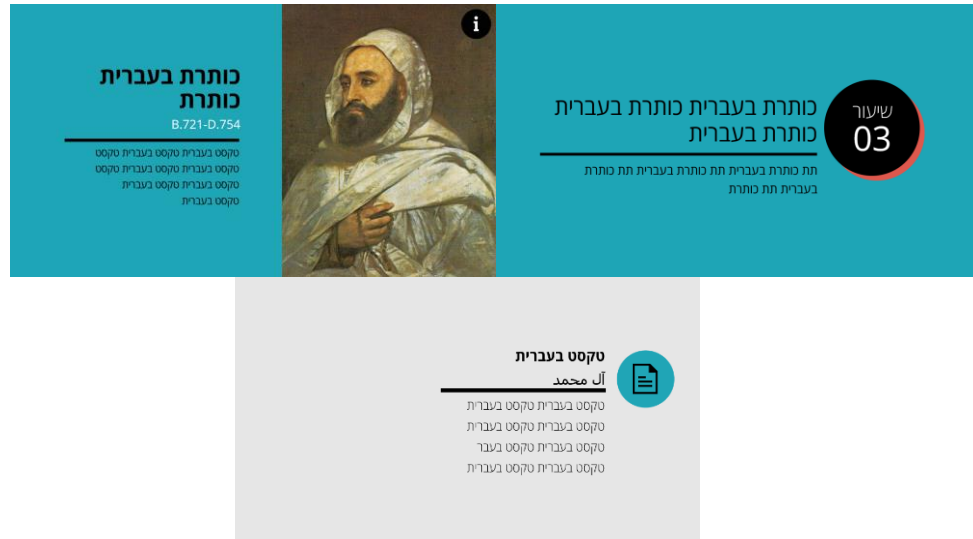 שיעור
03
כותרת בעברית כותרת בעברית
כותרת בעברית
תת כותרת בעברית תת כותרת בעברית תת כותרת
בעברית תת כותרת
i
כותרת בעברית
כותרת
B.721-D.754
טקסט בעברית טקסט בעברית טקסט
טקסט בעברית טקסט בעברית טקסט
טקסט בעברית טקסט בעברית
טקסט בעברית
טקסט בעברית
آل محمد
טקסט בעברית טקסט בעברית
טקסט בעברית טקסט בעברית
טקסט בעברית טקסט בעבר
טקסט בעברית טקסט בעברית